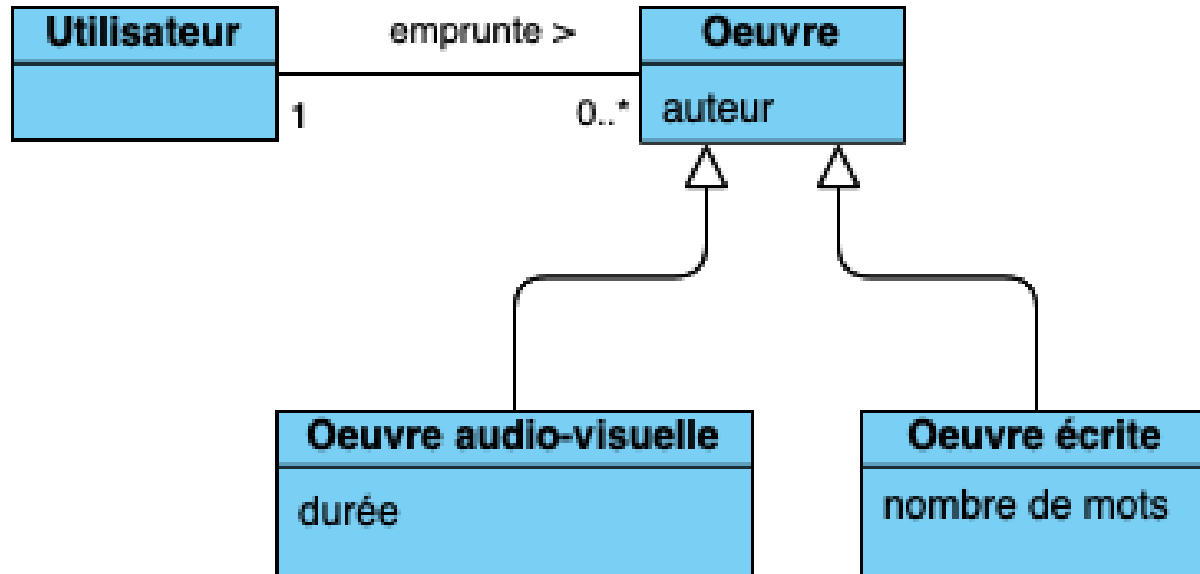 Utilisateur
emprunte >
Oeuvre
1
0..*
auteur
Oeuvre audio-visuelle
Oeuvre écrite
durée
nombre de mots